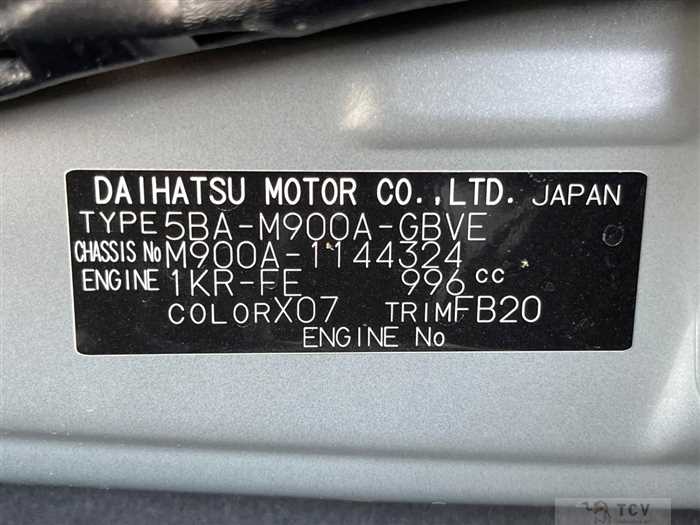 DAIHATSU MOTOR CO.,LTD. JAPAN
TYPE 5BA-M900A-GBVE
CHASSIS No M900A-1144324
ENGINE 1KR-FE 996 cc
COLOR X07 TRIM FB20
ENGINE No
TCV